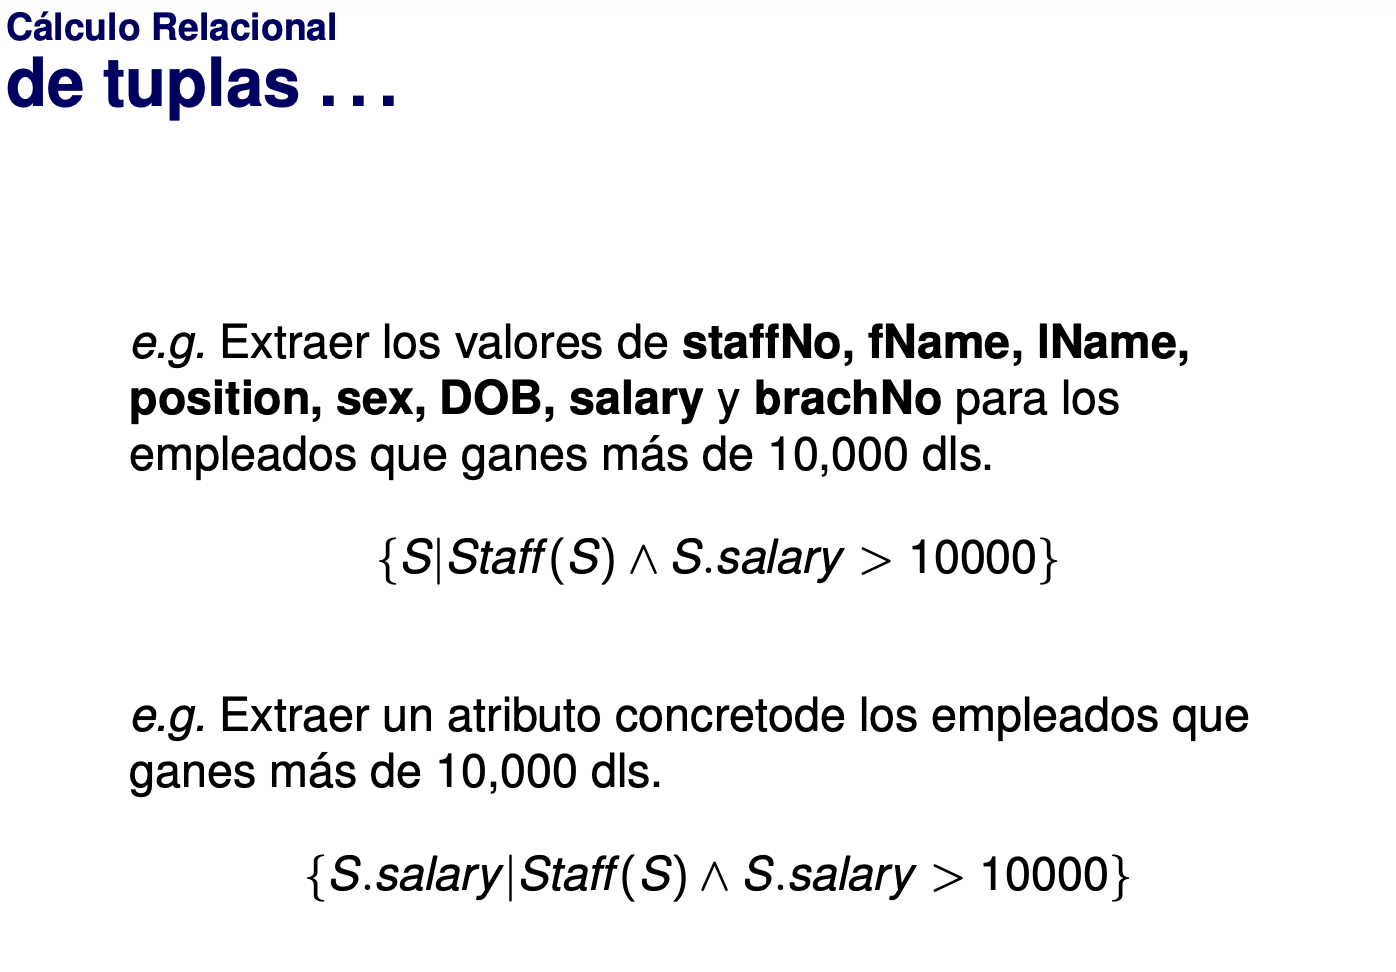 Cálculo Relacional
de tuplas . . .
e.g. Extraer los valores de staffNo, fName, lName,
position, sex, DOB, salary y brachNo para los
empleados que ganes más de 10,000 dls.
{S|Staff(S) ∧ S.salary > 10000}
e.g. Extraer un atributo concretode los empleados que
ganes más de 10,000 dls.
{S.salary|Staff(S) ∧ S.salary > 10000}